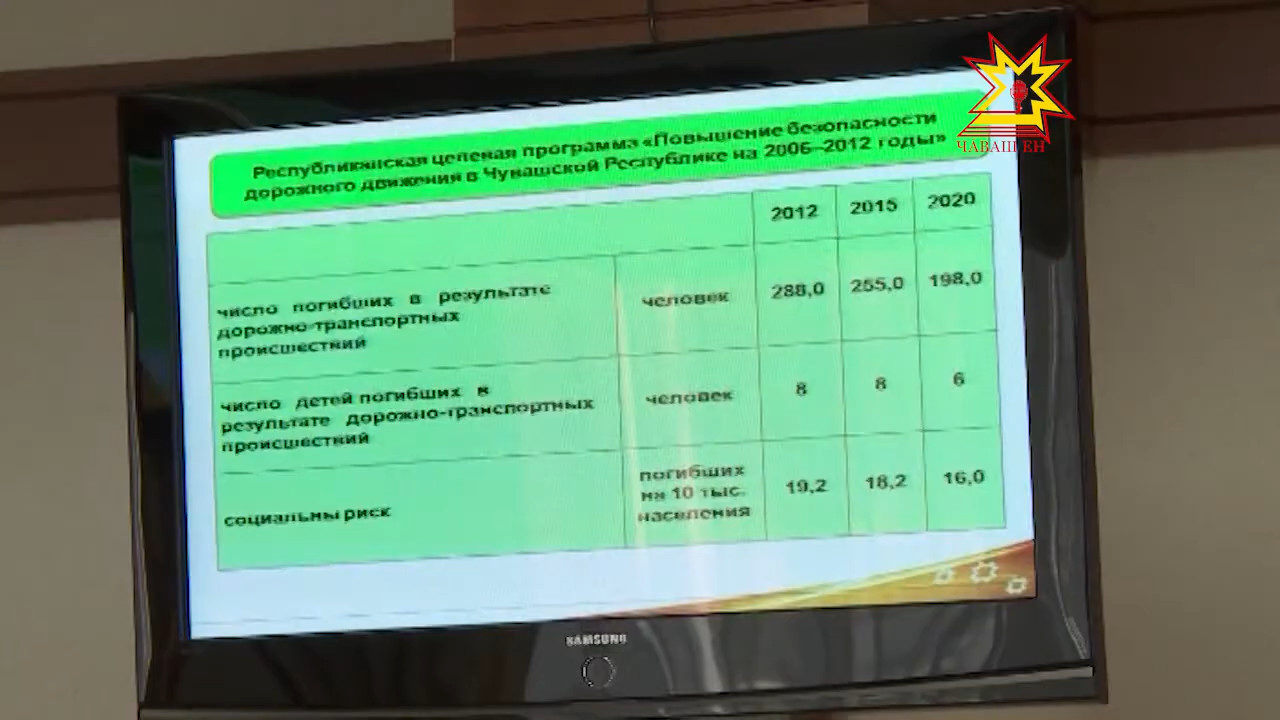 ЧĂВАШ ЕН
Республиканская целевая программа «Повышение безопасности
дорожного движения в Чувашской Республике на 2006–2012 годы»
2012 2015 2020
число погибших в результате
дорожно-транспортных
происшествий
человек
288,0 255,0 198,0
число детей погибших в
результате дорожно-транспортных
происшествий
человек
8 8 6
социальны риск
погибших
на 10 тыс.
населения
19,2 18,2 16,0
SAMSUNG